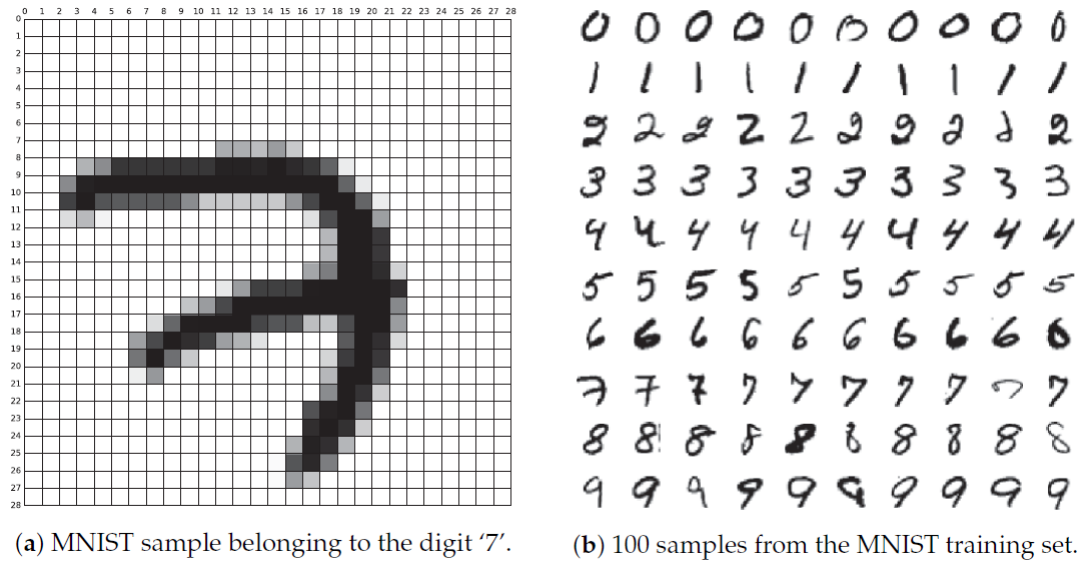 0 1 2 3 4 5 6 7 8 9 10 11 12 13 14 15 16 17 18 19 20 21 22 23 24 25 26 27 28
0
1
2
3
4
5
6
7
8
9
10
11
12
13
14
15
16
17
18
19
20
21
22
23
24
25
26
27
28
(a) MNIST sample belonging to the digit ‘7’.
0 0 0 0 0 0 0 0 0 0
1 1 1 1 1 1 1 1 1 1
2 2 2 2 2 2 2 2 2 2
3 3 3 3 3 3 3 3 3 3
4 4 4 4 4 4 4 4 4 4
5 5 5 5 5 5 5 5 5 5
6 6 6 6 6 6 6 6 6 6
7 7 7 7 7 7 7 7 7 7
8 8 8 8 8 8 8 8 8 8
9 9 9 9 9 9 9 9 9 9
(b) 100 samples from the MNIST training set.